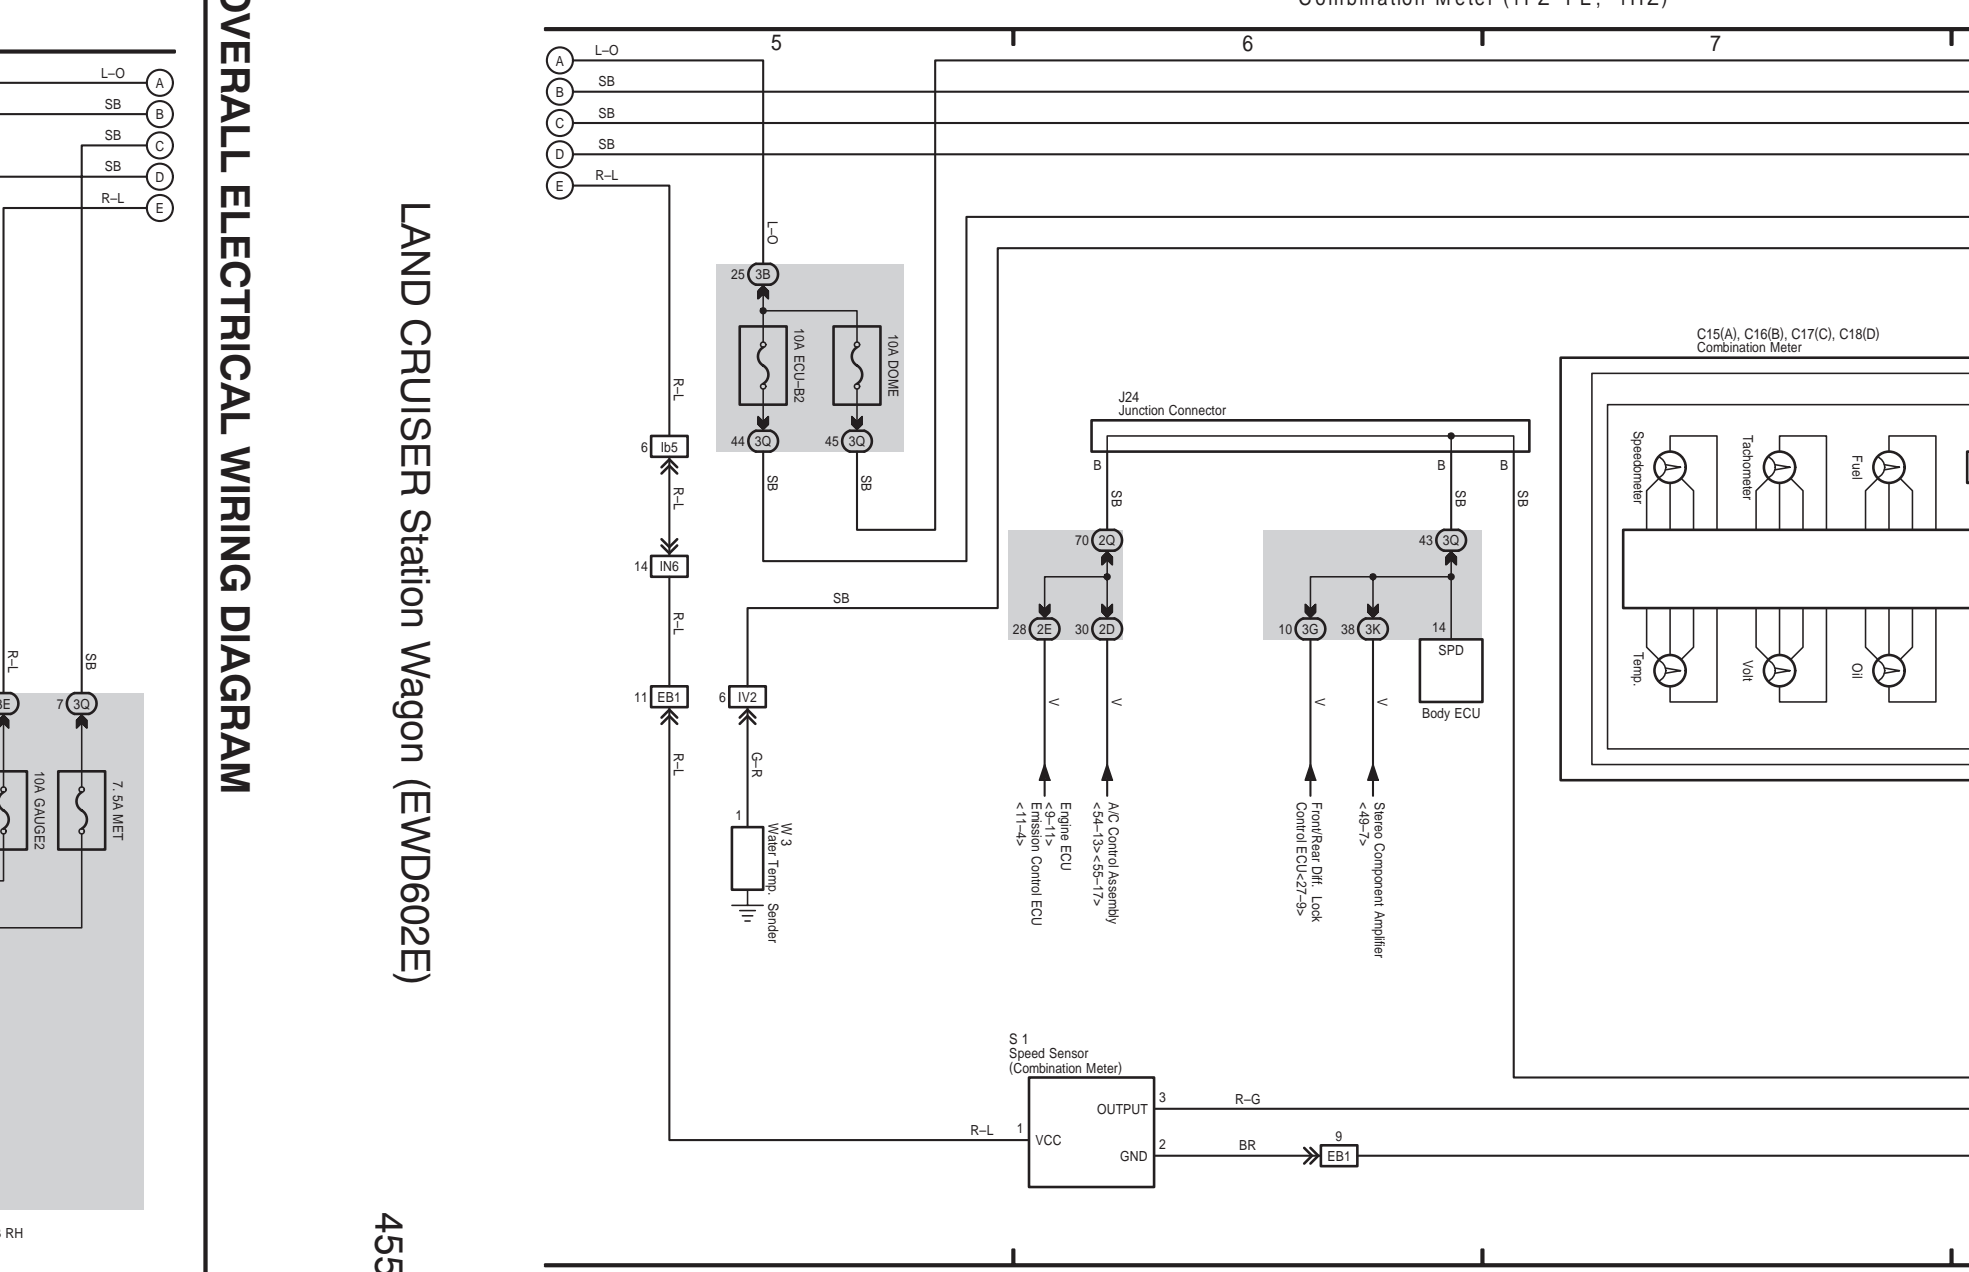 L–O
A
SB
B
SB
C
SB
D
R–L
E
R–L
SB
7
3Q
10A GAUGE2
7. 5A MET
RH
OVERALL ELECTRICAL WIRING DIAGRAM
LAND CRUISER Station Wagon (EWD602E)
455
Combination Meter (1FZ–FE, 1HZ)
5
6
7
A
L–O
B
SB
C
SB
D
SB
E
R–L
L–O
25
3B
10A ECU–B2
10A DOME
44
3Q
45
3Q
SB
SB
R–L
6
Ib5
R–L
14
IN6
R–L
11
EB1
R–L
SB
6
IV2
G–R
1
W 3
Water Temp. Sender
J24
Junction Connector
B
B
B
SB
SB
SB
70
2Q
28
2E
30
2D
V
V
Engine ECU
<9–11>
Emission Control ECU
<11–4>
A/C Control Assembly
<54–13><55–17>
43
3Q
10
3G
38
3K
14
SPD
Body ECU
V
V
Front/Rear Diff. Lock
Control ECU<27–9>
Stereo Component Amplifier
<49–7>
C15(A), C16(B), C17(C), C18(D)
Combination Meter
Speedometer
Tachometer
Fuel
Temp.
Volt
Oil
S 1
Speed Sensor
(Combination Meter)
R–L
1
VCC
OUTPUT
3
R–G
GND
2
BR
9
EB1